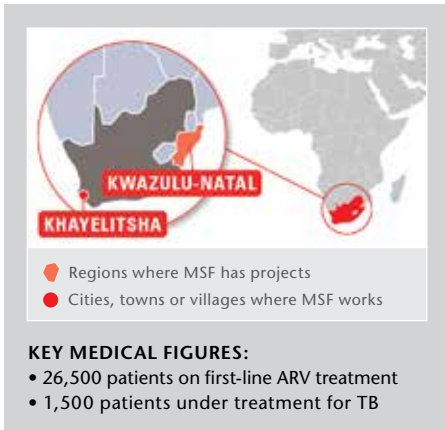 KWAZULU-NATAL
KHAYELITSHA
Regions where MSF has projects
Cities, towns or villages where MSF works
KEY MEDICAL FIGURES:
• 26,500 patients on first-line ARV treatment
• 1,500 patients under treatment for TB